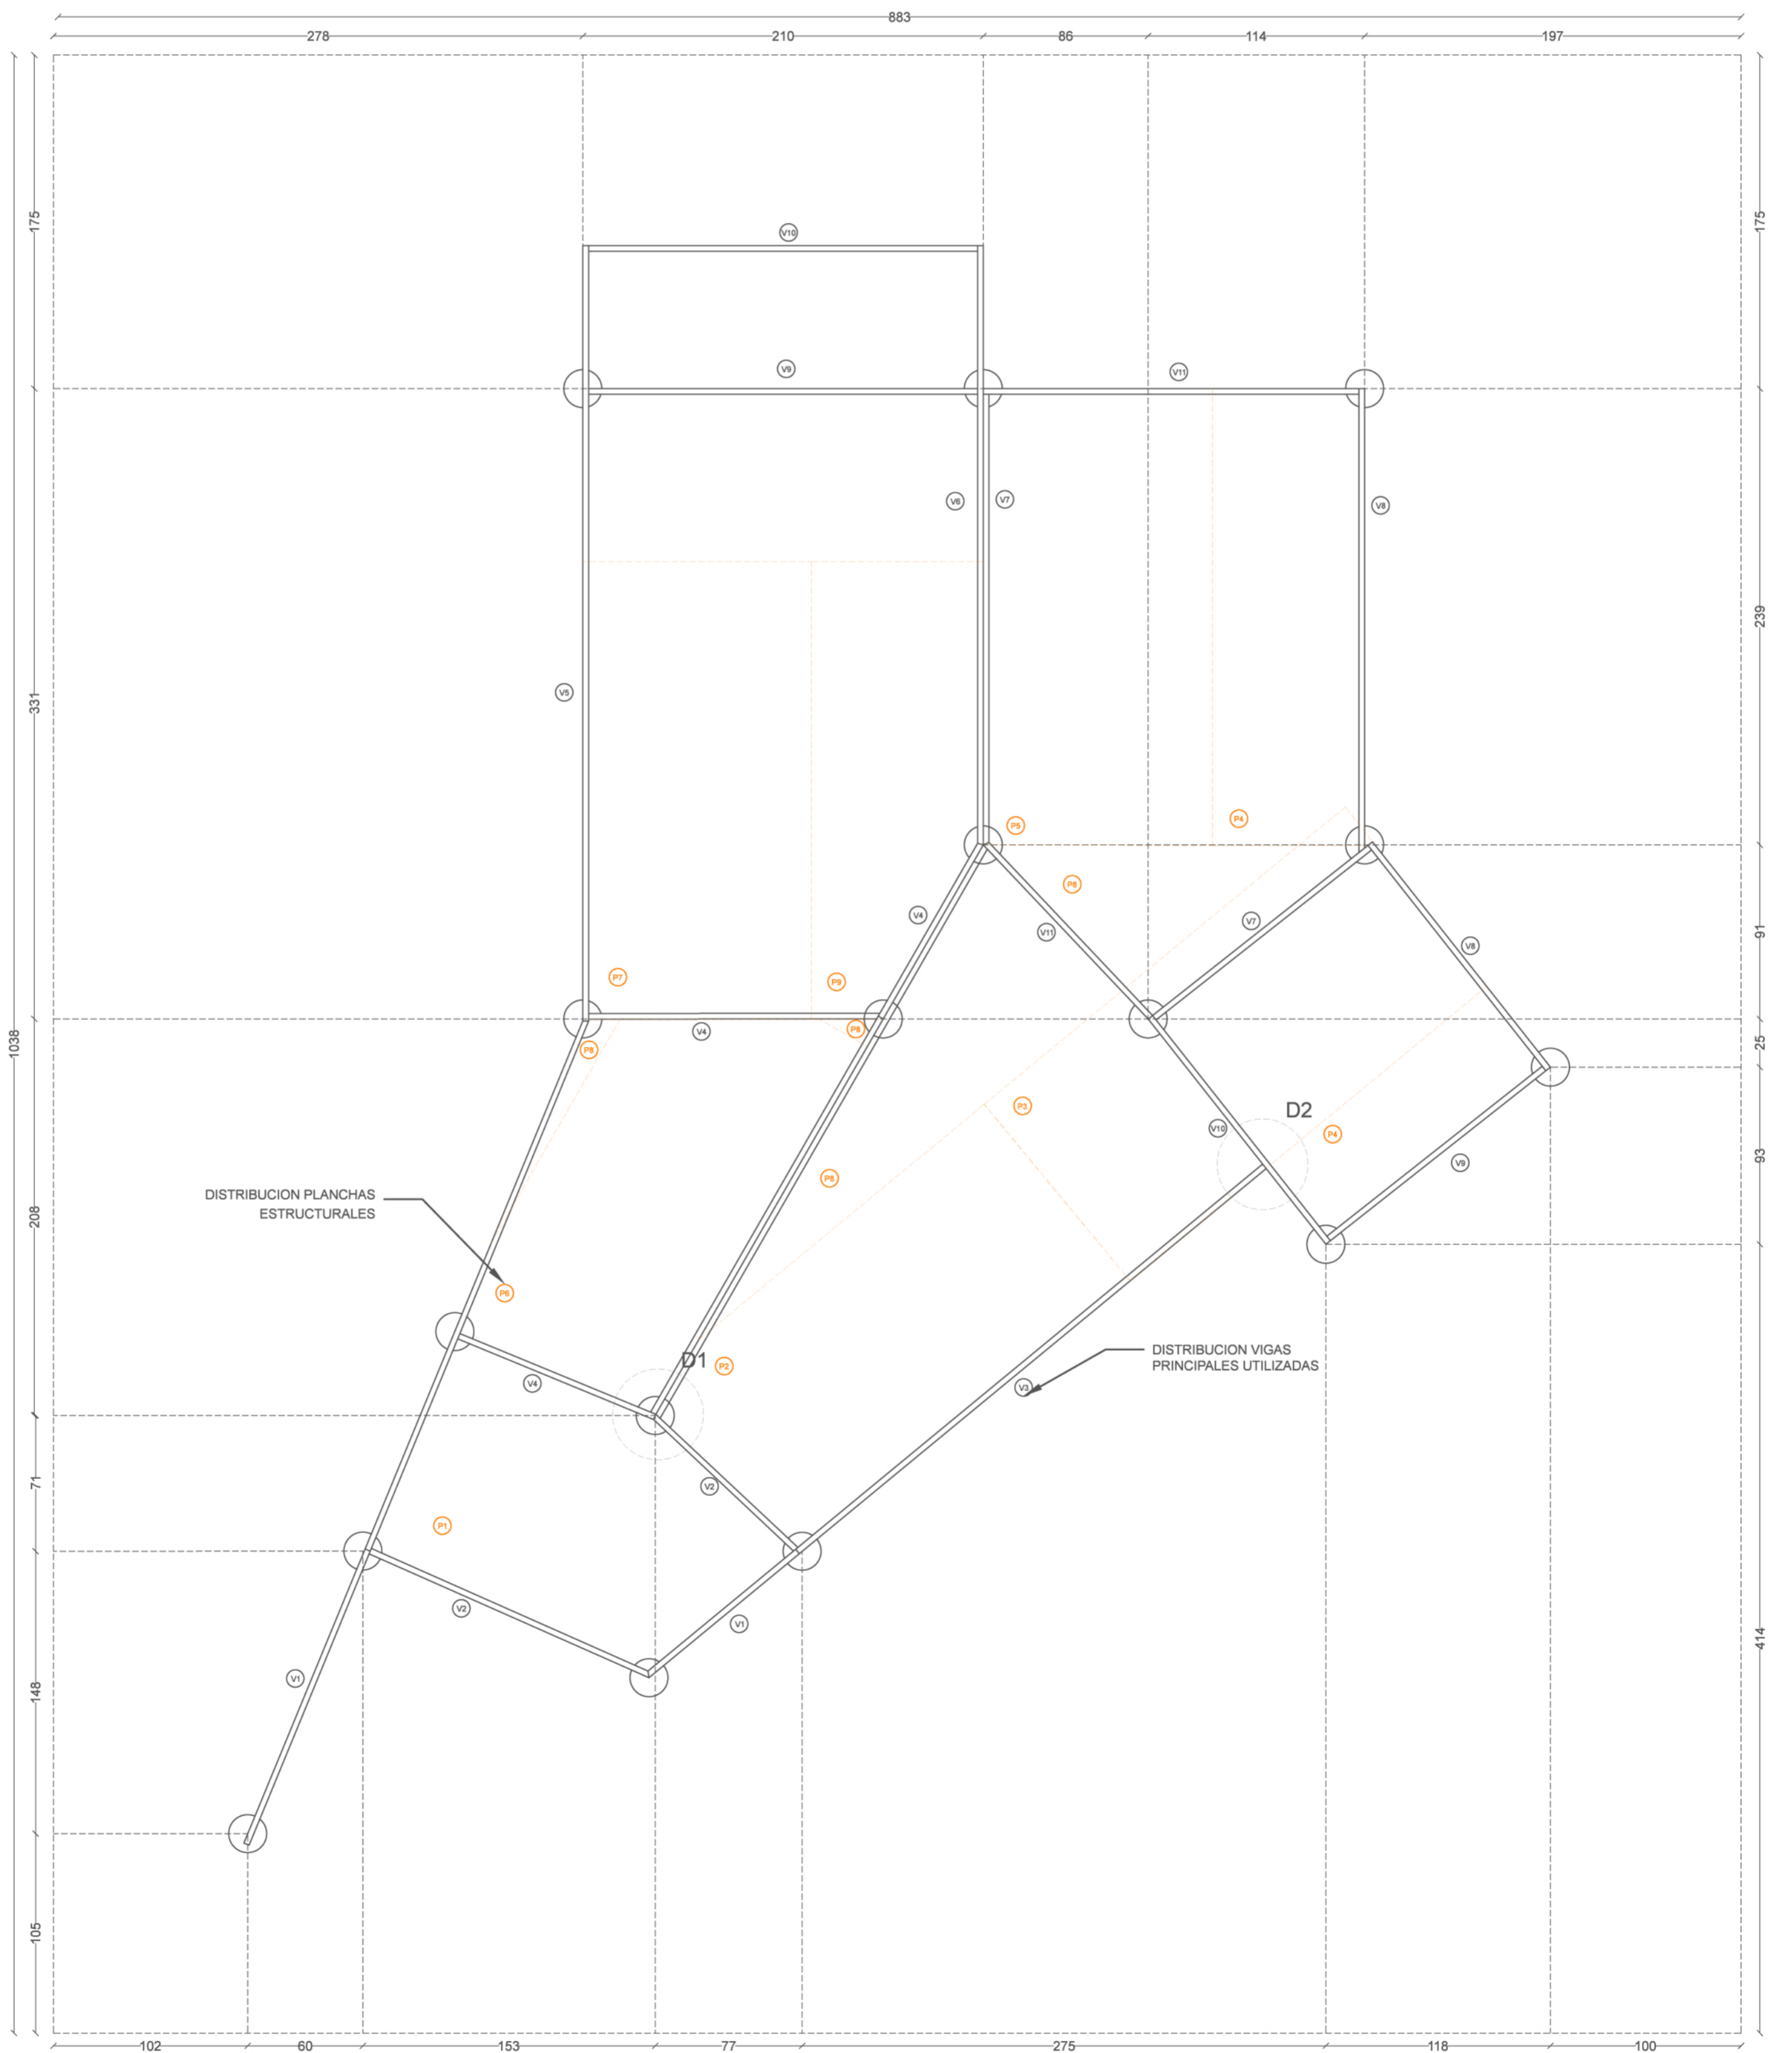 883
278 210 86 114 197
175 175
V10
V9 V11
V6 V7 V8
239
V5
331
P5 P4
P8
V4 V7
V11 V8 91
P7 P9
P8
V4
1038
25
P8
P3 D2
V10 P4
V9 93
P8
DISTRIBUCION PLANCHAS
ESTRUCTURALES
208
P6
DISTRIBUCION VIGAS
PRINCIPALES UTILIZADAS
D1
P2
V4 V3
71 V2
P1
V2
V1
414
V1
148
105
102 60 153 77 275 118 100